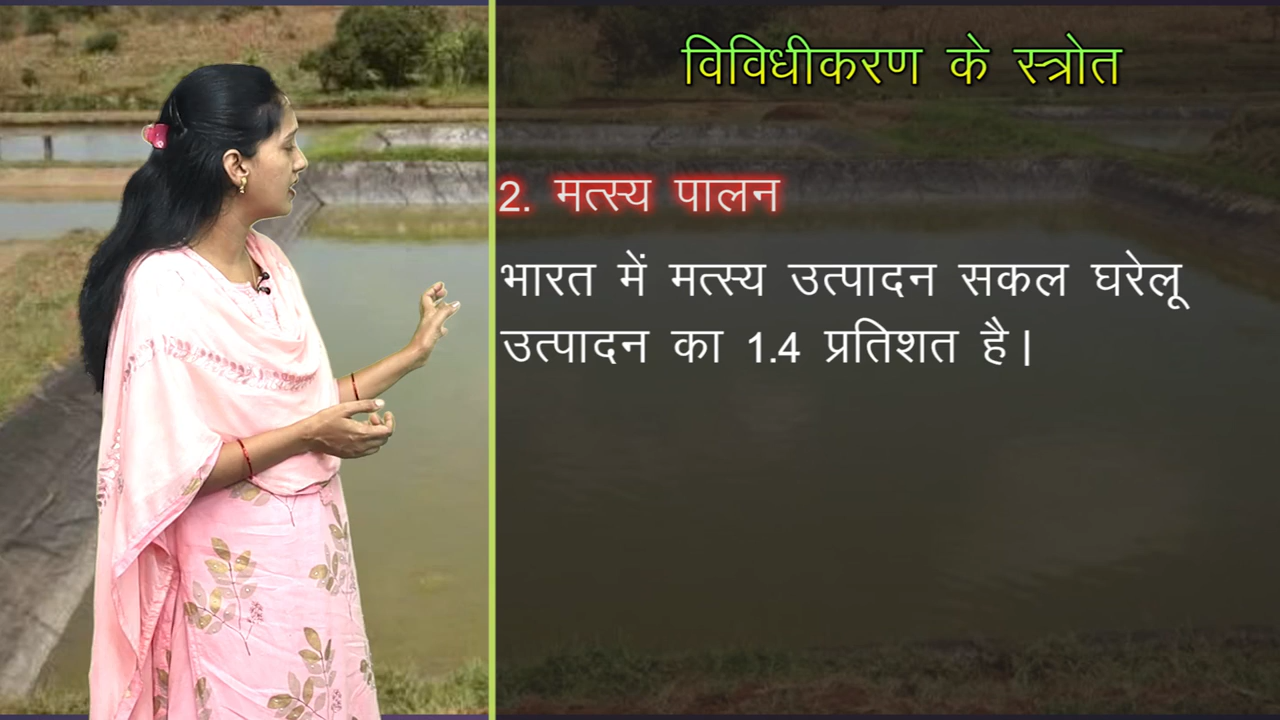 विविधीकरण के स्त्रोत
2. मत्स्य पालन
भारत में मत्स्य उत्पादन सकल घरेलू
उत्पादन का 1.4 प्रतिशत है।